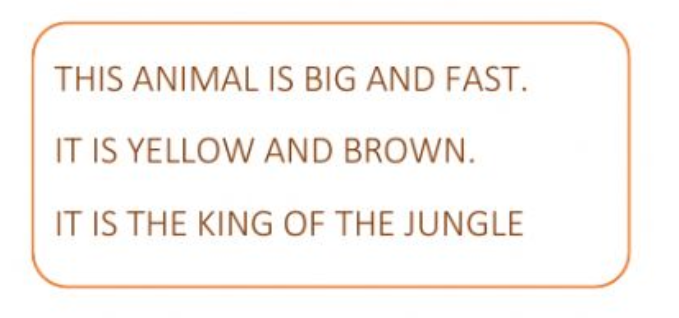 THIS ANIMAL IS BIG AND FAST.
IT IS YELLOW AND BROWN.
IT IS THE KING OF THE JUNGLE